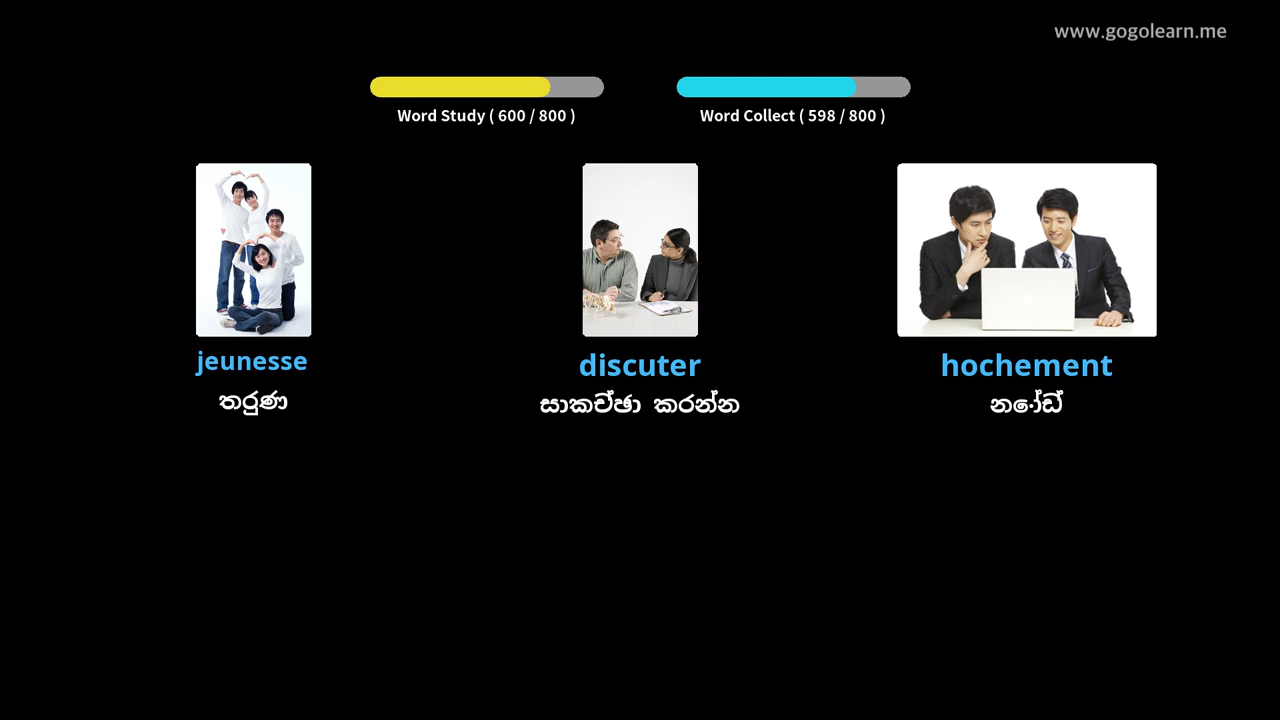 www.gogolearn.me
Word Study ( 600 / 800 )
Word Collect ( 598 / 800 )
jeunesse
discuter
hochement
තරුණ
සාකච්ඡා කරන්න
නෝඩ්